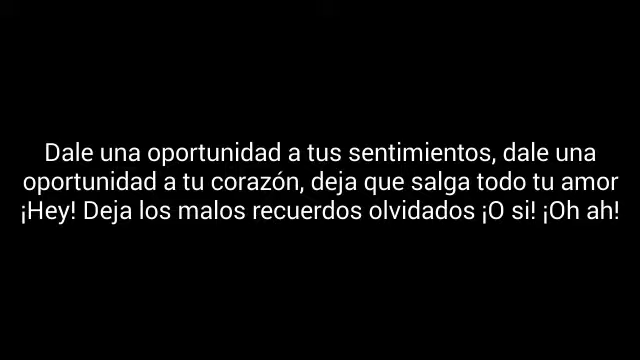 Dale una oportunidad a tus sentimientos, dale una
oportunidad a tu corazón, deja que salga todo tu amor
¡Hey! Deja los malos recuerdos olvidados ¡O si! ¡Oh ah!